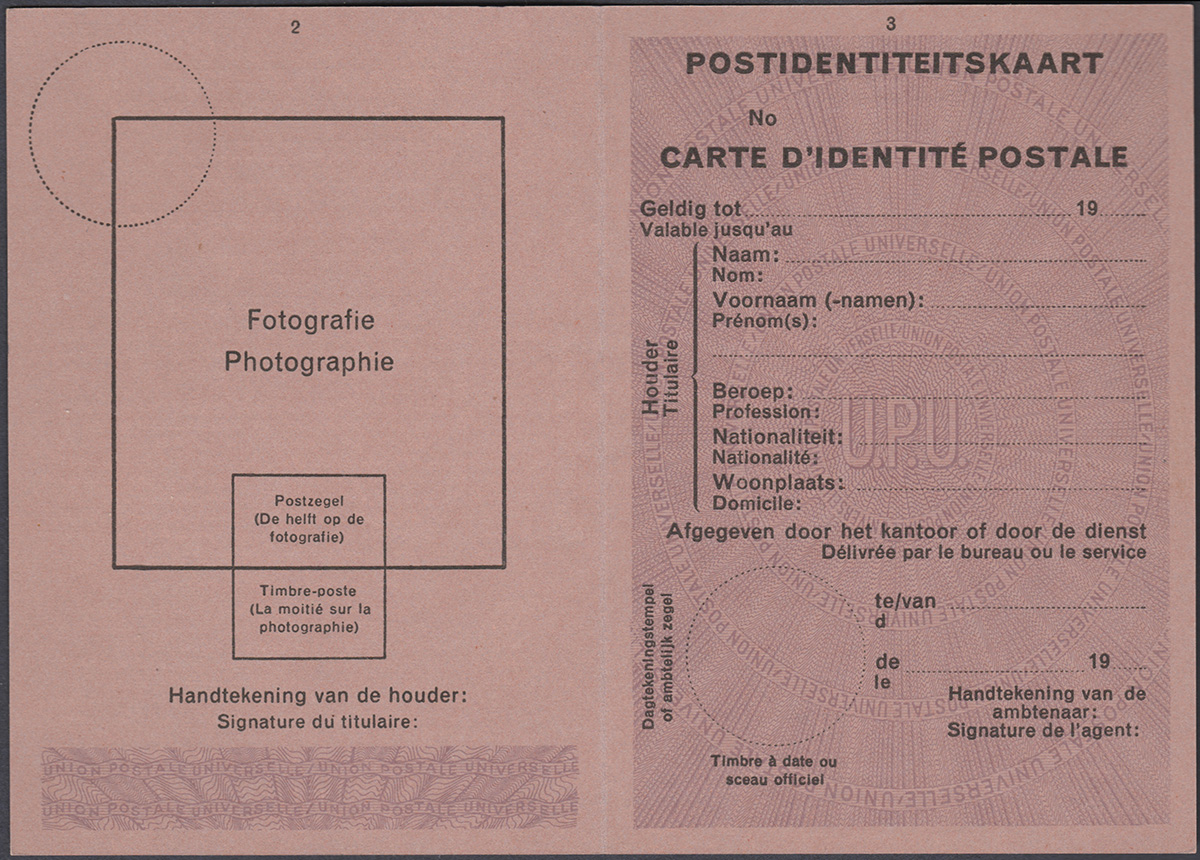 2
Fotografie
Photographie
Postzegel
(De helft op de
fotografie)
Timbre-poste
(La moitié sur la
photographie)
Handtekening van de houder:
Signature du titulaire:
UNION POSTALE UNIVERSELLE / UNION POSTALE UNIVERSELLE
UNION POSTALE UNIVERSELLE / UNION POSTALE UNIVERSELLE
3
POSTIDENTITEITSKAART
No
CARTE D'IDENTITÉ POSTALE
Geldig tot 19
Valable jusqu'au
Houder
Titulaire
Naam:
Nom:
Voornaam (-namen):
Prénom(s):
Beroep:
Profession:
Nationaliteit:
Nationalité:
Woonplaats:
Domicile:
U.P.U.
Afgegeven door het kantoor of door de dienst
Délivrée par le bureau ou le service
Dagtekeningstempel
of ambtelijk zegel
te/van
d
de 19
le
Handtekening van de
ambtenaar:
Signature de l'agent:
Timbre à date ou
sceau officiel